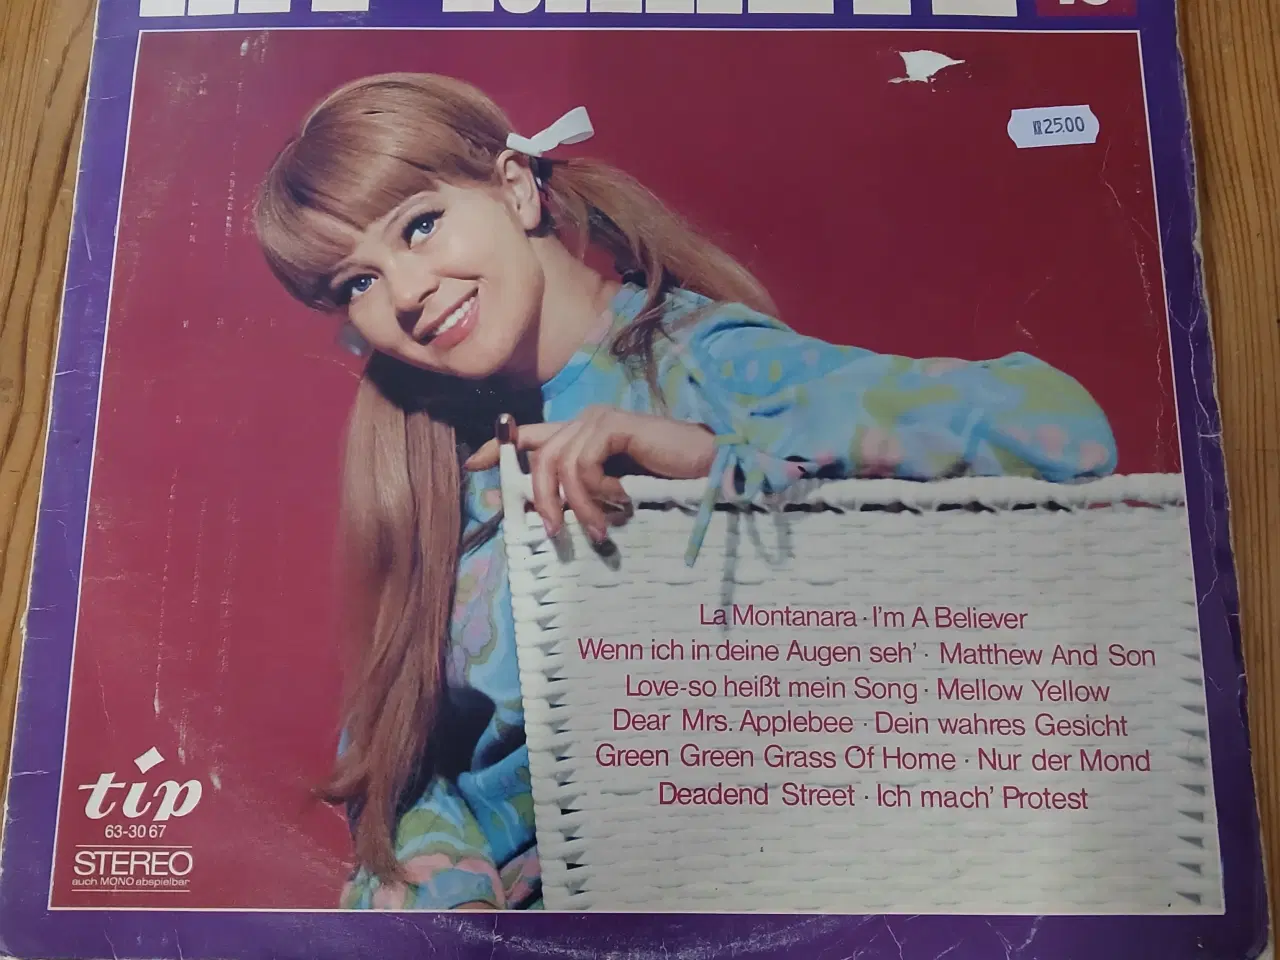 25.00
La Montanara · I'm A Believer
Wenn ich in deine Augen seh' · Matthew And Son
Love-so heißt mein Song · Mellow Yellow
Dear Mrs. Applebee · Dein wahres Gesicht
Green Green Grass Of Home · Nur der Mond
Deadend Street · Ich mach' Protest
tip
63-30 67
STEREO
auch MONO abspielbar